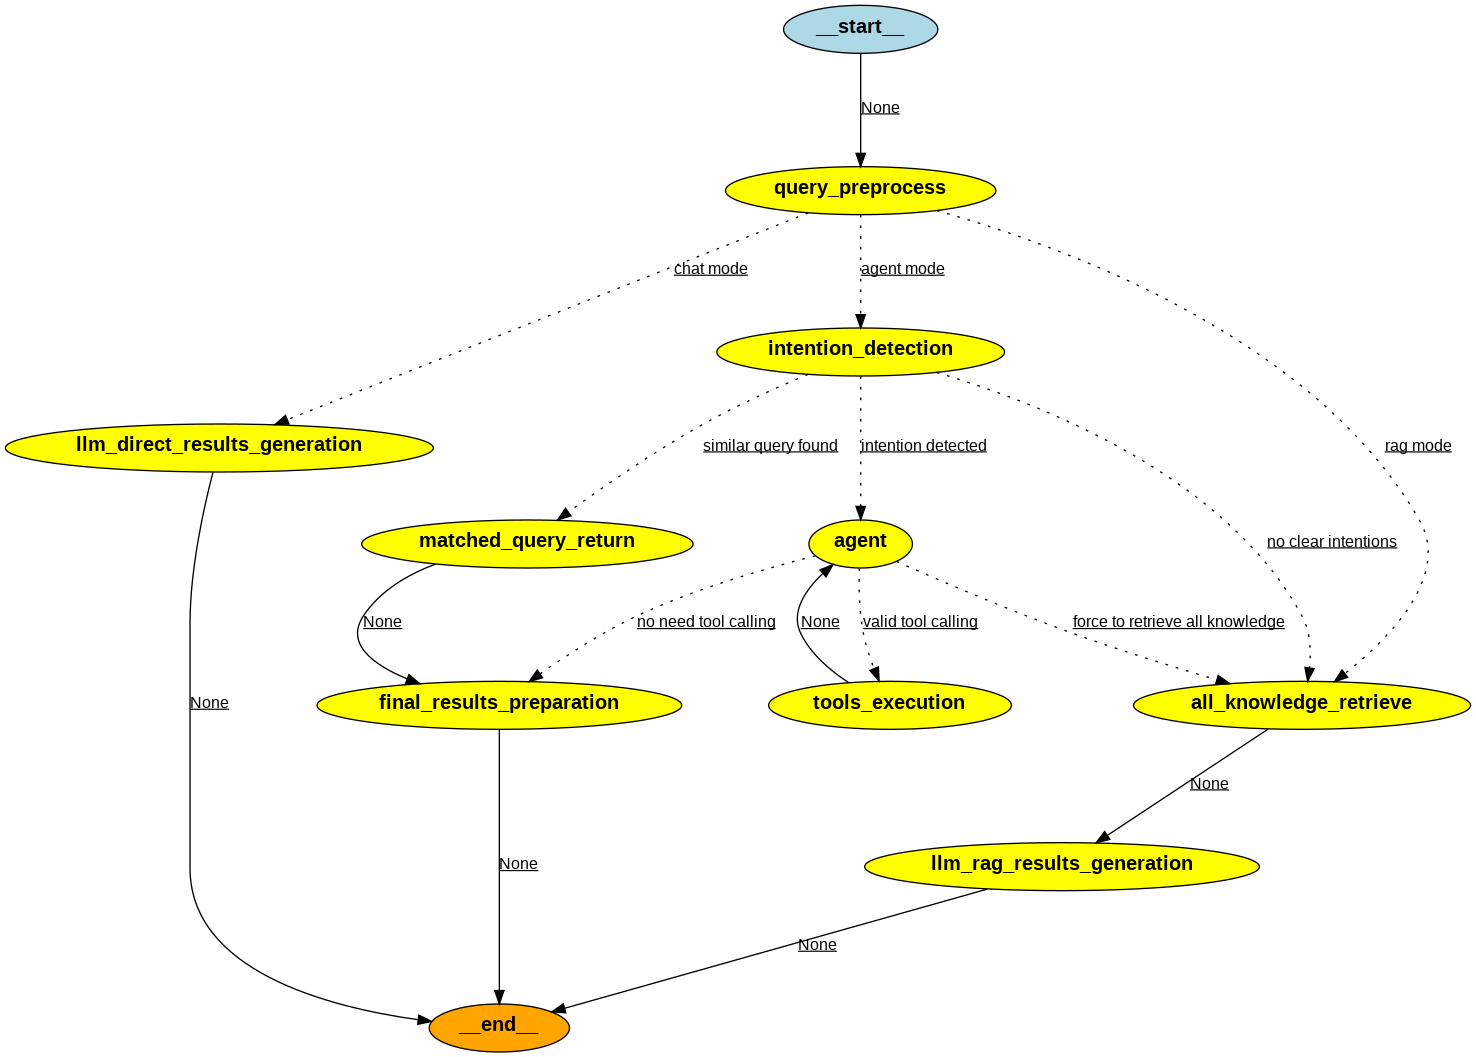 __start__
None
query_preprocess
chat mode
agent mode
intention_detection
llm_direct_results_generation
similar query found
intention detected
rag mode
matched_query_return
agent
no clear intentions
None
no need tool calling
None
valid tool calling
force to retrieve all knowledge
None
final_results_preparation
tools_execution
all_knowledge_retrieve
None
None
llm_rag_results_generation
None
__end__